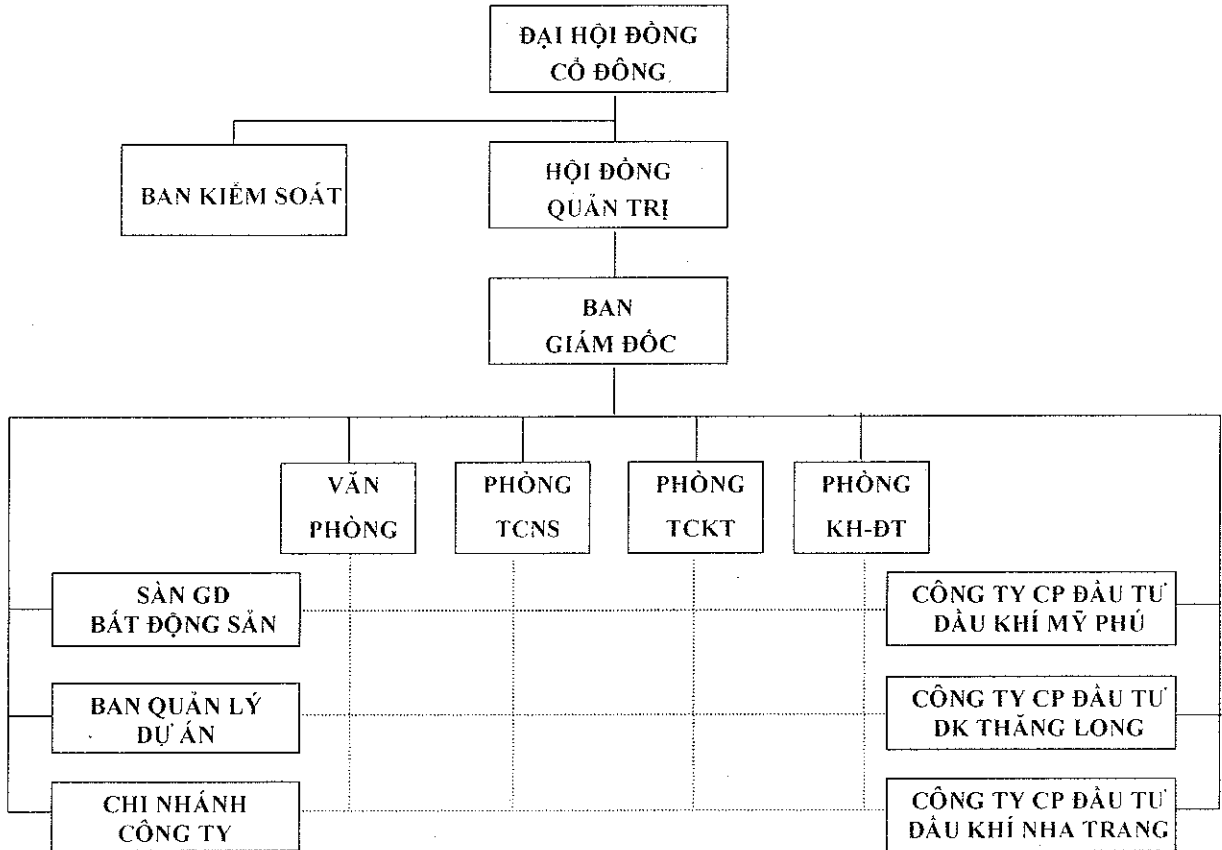 ĐẠI HỘI ĐỒNG
CỔ ĐÔNG
BAN KIỂM SOÁT
HỘI ĐỒNG
QUẢN TRỊ
BAN
GIÁM ĐỐC
VĂN
PHÒNG
PHÒNG
TCNS
PHÒNG
TCKT
PHÒNG
KH-ĐT
SÀN GD
BẤT ĐỘNG SẢN
CÔNG TY CP ĐẦU TƯ
DẦU KHÍ MỸ PHÚ
BAN QUẢN LÝ
DỰ ÁN
CÔNG TY CP ĐẦU TƯ
DK THĂNG LONG
CHI NHÁNH
CÔNG TY
CÔNG TY CP ĐẦU TƯ
DẦU KHÍ NHA TRANG